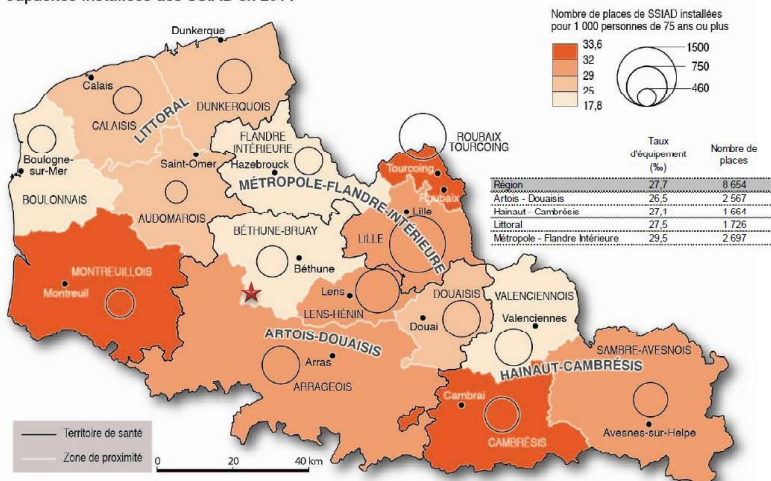 Nombre de places de SSIAD installées
pour 1 000 personnes de 75 ans ou plus
33,6
32
29
25
17,8
1500
750
460
Dunkerque
Calais
DUNKERQUOIS
CALAISIS
LITTORAL
FLANDRE
INTÉRIEURE
ROUBAIX
TOURCOING
Boulogne-
sur-Mer
Saint-Omer
Hazebrouck
Tourcoing
Roubaix
MÉTROPOLE-FLANDRE-INTÉRIEURE
Lille
BOULONNAIS
AUDOMAROIS
BÉTHUNE-BRUAY
LILLE
Béthune
MONTREUILLOIS
Montreuil
Lens
LENS-HÉNIN
DOUAISIS
Douai
VALENCIENNOIS
Valenciennes
ARTOIS-DOUAISIS
Arras
ARRAGEOIS
SAMBRE-AVESNOIS
HAINAUT-CAMBRÉSIS
Cambrai
CAMBRÉSIS
Avesnes-sur-Helpe
Taux
d'équipement
(‰)
Nombre de
places
Région 27,7 8 654
Artois - Douaisis 26,5 2 567
Hainaut - Cambrésis 27,1 1 664
Littoral 27,5 1 726
Métropole - Flandre Intérieure 29,5 2 697
Territoire de santé
Zone de proximité
0 20 40 km